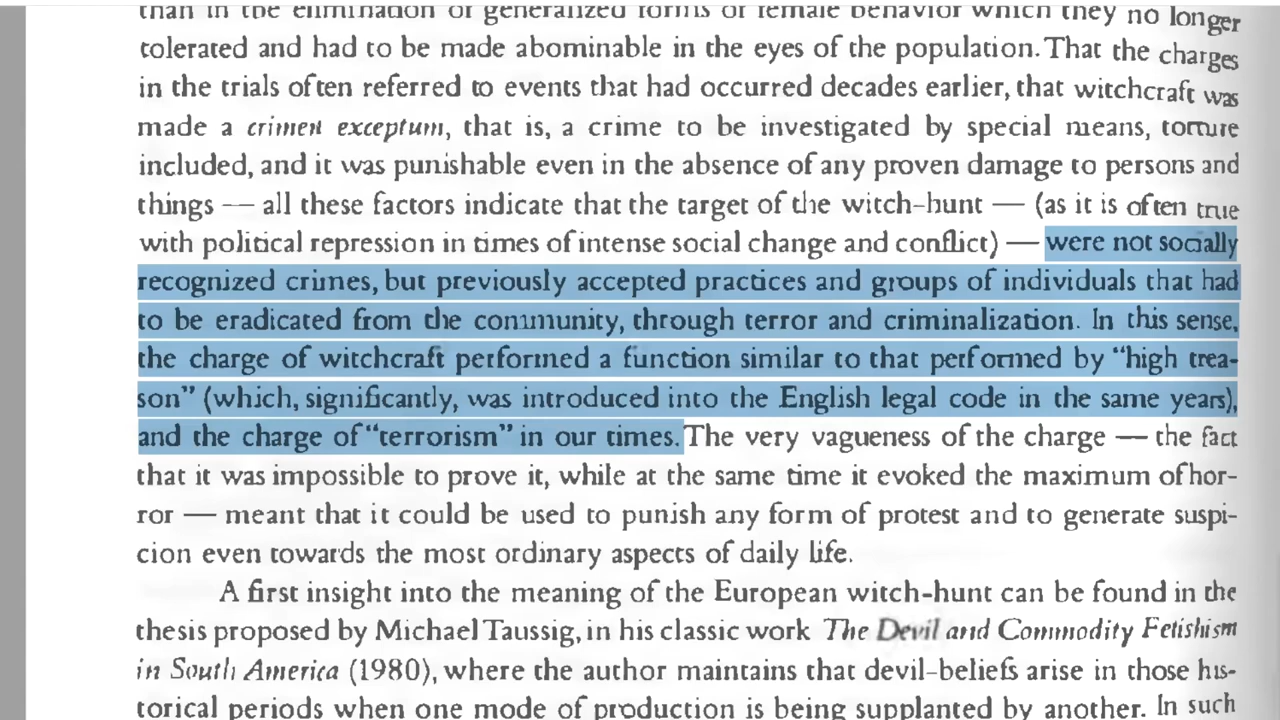 than in the elimination of generalized forms of female behavior which they no longer
tolerated and had to be made abominable in the eyes of the population. That the charges
in the trials often referred to events that had occurred decades earlier, that witchcraft was
made a crimen exceptum, that is, a crime to be investigated by special means, torture
included, and it was punishable even in the absence of any proven damage to persons and
things — all these factors indicate that the target of the witch-hunt — (as it is often true
with political repression in times of intense social change and conflict) — were not socially
recognized crimes, but previously accepted practices and groups of individuals that had
to be eradicated from the community, through terror and criminalization. In this sense,
the charge of witchcraft performed a function similar to that performed by “high trea-
son” (which, significantly, was introduced into the English legal code in the same years),
and the charge of “terrorism” in our times. The very vagueness of the charge — the fact
that it was impossible to prove it, while at the same time it evoked the maximum of hor-
ror — meant that it could be used to punish any form of protest and to generate suspi-
cion even towards the most ordinary aspects of daily life.
A first insight into the meaning of the European witch-hunt can be found in the
thesis proposed by Michael Taussig, in his classic work The Devil and Commodity Fetishism
in South America (1980), where the author maintains that devil-beliefs arise in those his-
torical periods when one mode of production is being supplanted by another. In such